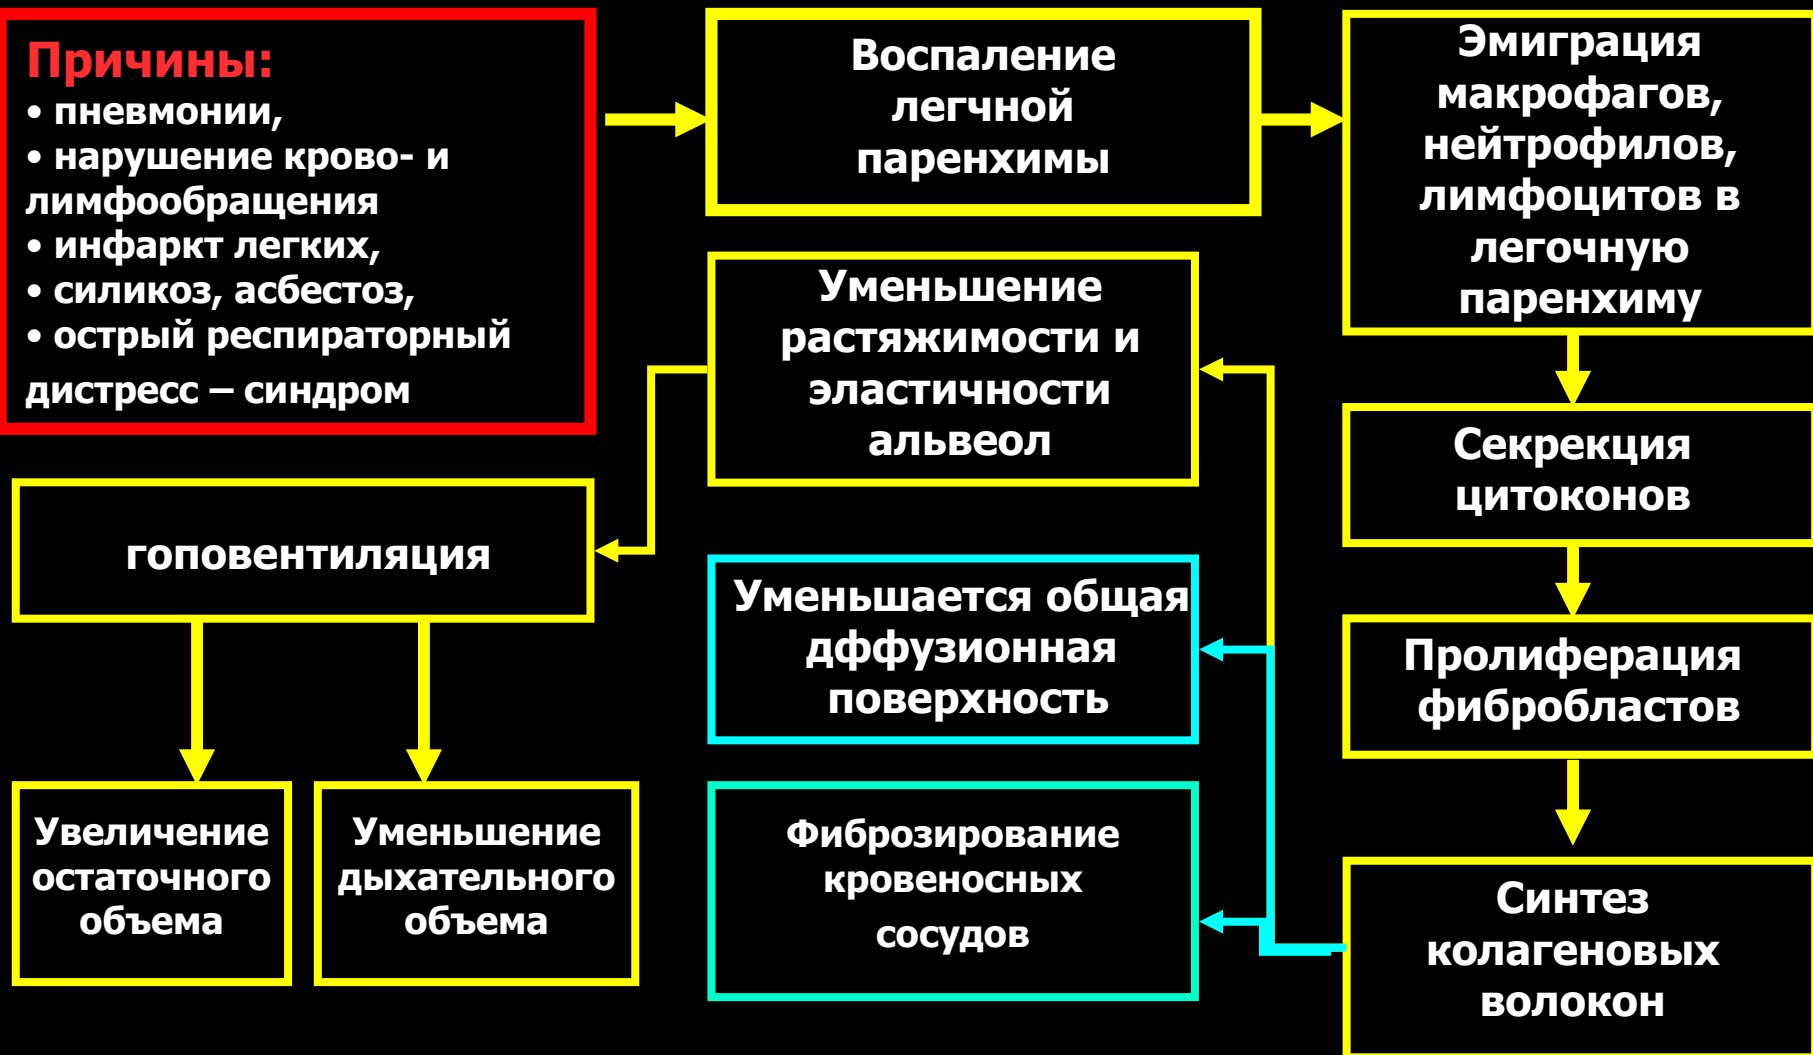 Причины:
• пневмонии,
• нарушение крово- и
лимфообращения
• инфаркт легких,
• силикоз, асбестоз,
• острый респираторный
дистресс – синдром
Воспаление
легчной
паренхимы
Эмиграция
макрофагов,
нейтрофилов,
лимфоцитов в
легочную
паренхиму
Уменьшение
растяжимости и
эластичности
альвеол
Секрекция
цитоконов
гоповентиляция
Уменьшается общая
дффузионная
поверхность
Пролиферация
фибробластов
Увеличение
остаточного
объема
Уменьшение
дыхательного
объема
Фиброзирование
кровеносных
сосудов
Синтез
колагеновых
волокон